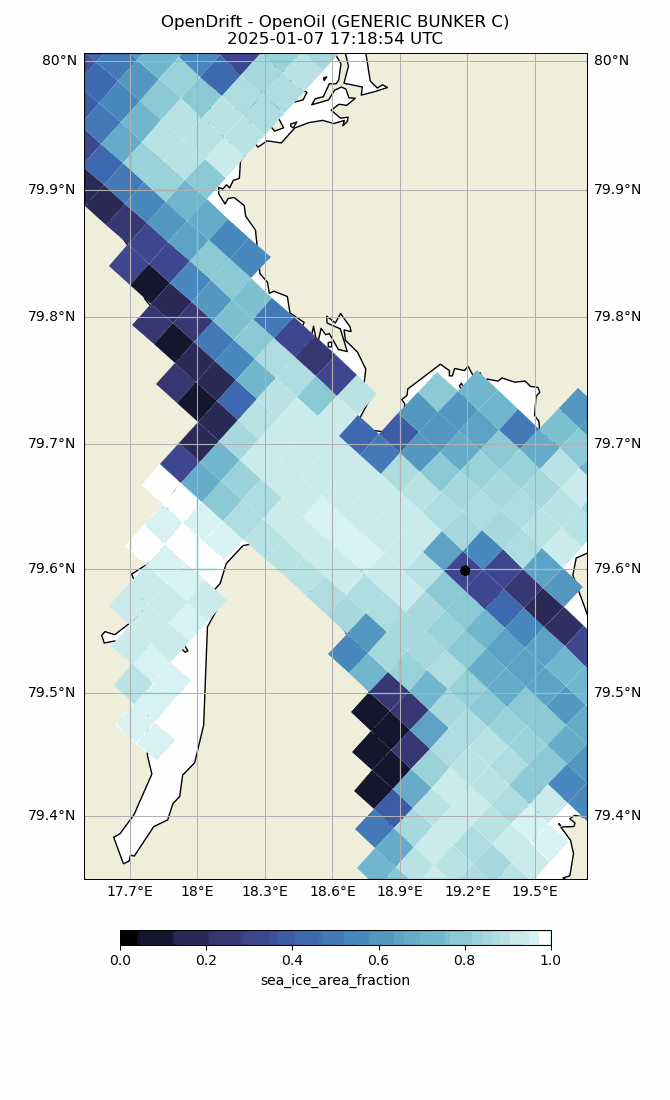 OpenDrift - OpenOil (GENERIC BUNKER C)
2025-01-07 17:18:54 UTC
80°N 80°N
79.9°N 79.9°N
79.8°N 79.8°N
79.7°N 79.7°N
79.6°N 79.6°N
79.5°N 79.5°N
79.4°N 79.4°N
17.7°E 18°E 18.3°E 18.6°E 18.9°E 19.2°E 19.5°E
0.0 0.2 0.4 0.6 0.8 1.0
sea_ice_area_fraction